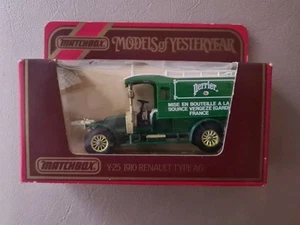 MATCHBOX
MODELS of YESTERYEAR
Perrier
MISE EN BOUTEILLE A LA
SOURCE VERGEZE (GARD)
FRANCE
MATCHBOX
Y-25 1910 RENAULT TYPE AG